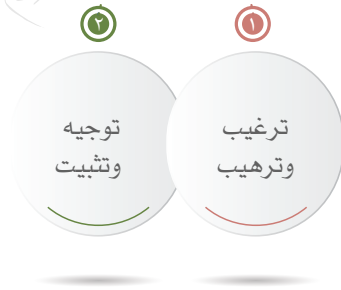 ١
ترغيب
وترهيب
٢
توجيه
وتثبيت